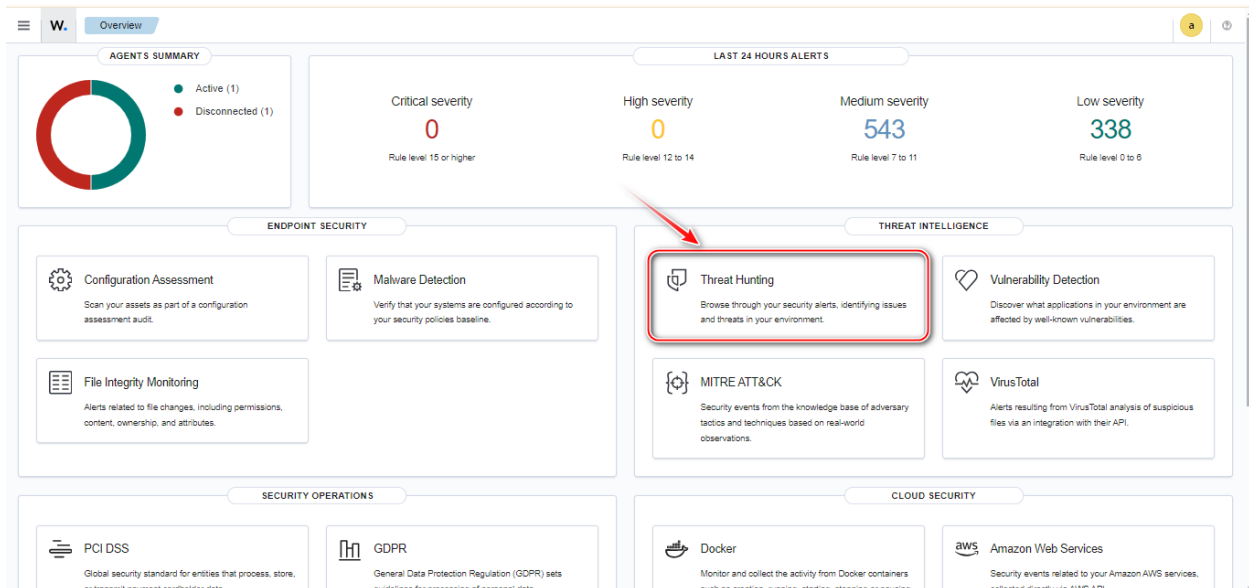 W. Overview a
AGENTS SUMMARY
Active (1)
Disconnected (1)
LAST 24 HOURS ALERTS
Critical severity
0
Rule level 15 or higher
High severity
0
Rule level 12 to 14
Medium severity
543
Rule level 7 to 11
Low severity
338
Rule level 0 to 6
ENDPOINT SECURITY
Configuration Assessment
Scan your assets as part of a configuration
assessment audit.
Malware Detection
Verify that your systems are configured according to
your security policies baseline.
File Integrity Monitoring
Alerts related to file changes, including permissions,
content, ownership, and attributes.
THREAT INTELLIGENCE
Threat Hunting
Browse through your security alerts, identifying issues
and threats in your environment.
Vulnerability Detection
Discover what applications in your environment are
affected by well-known vulnerabilities.
MITRE ATT&CK
Security events from the knowledge base of adversary
tactics and techniques based on real-world
observations.
VirusTotal
Alerts resulting from VirusTotal analysis of suspicious
files via an integration with their API.
SECURITY OPERATIONS
PCI DSS
Global security standard for entities that process, store,
GDPR
General Data Protection Regulation (GDPR) sets
CLOUD SECURITY
Docker
Monitor and collect the activity from Docker containers
aws
Amazon Web Services
Security events related to your Amazon AWS services,